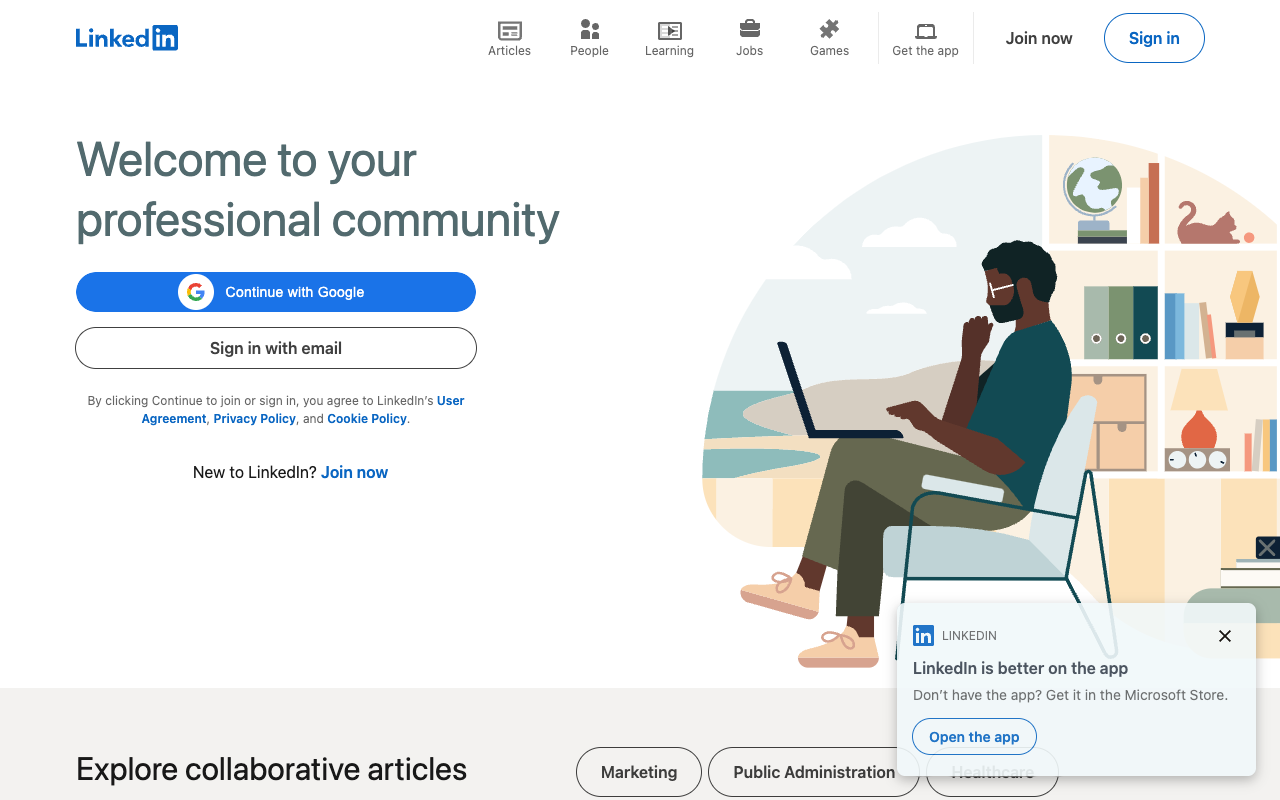 Linked in
Articles
People
Learning
Jobs
Games
Get the app
Join now
Sign in
Welcome to your
professional community
Continue with Google
Sign in with email
By clicking Continue to join or sign in, you agree to LinkedIn’s User
Agreement, Privacy Policy, and Cookie Policy.
New to LinkedIn? Join now
in LINKEDIN
LinkedIn is better on the app
Don’t have the app? Get it in the Microsoft Store.
Open the app
Explore collaborative articles
Marketing
Public Administration
Healthcare